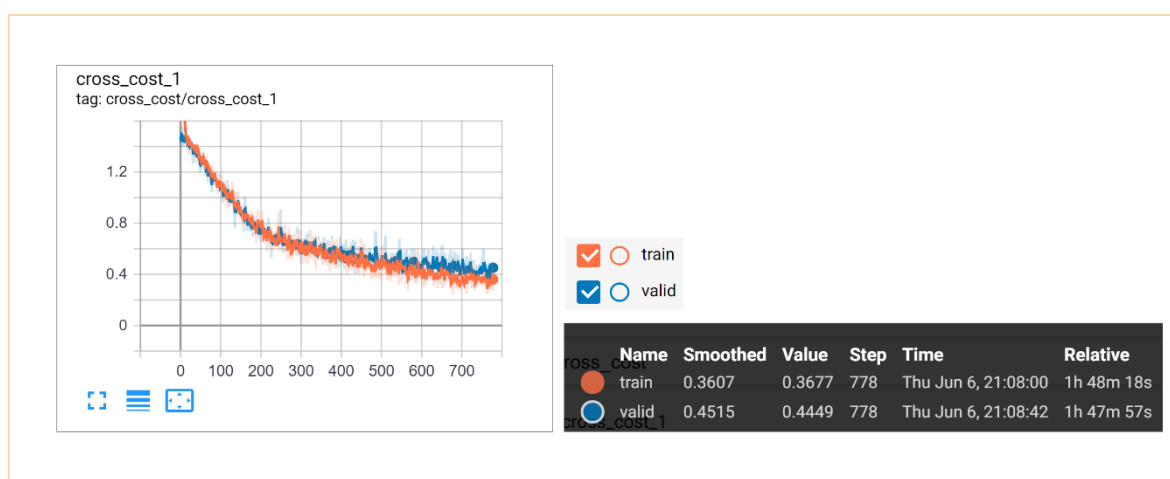 cross_cost_1
tag: cross_cost/cross_cost_1
1.2
0.8
0.4
0
0 100 200 300 400 500 600 700
train
valid
cross_cost
Name Smoothed Value Step Time Relative
train 0.3607 0.3677 778 Thu Jun 6, 21:08:00 1h 48m 18s
valid 0.4515 0.4449 778 Thu Jun 6, 21:08:42 1h 47m 57s
cross_cost_1